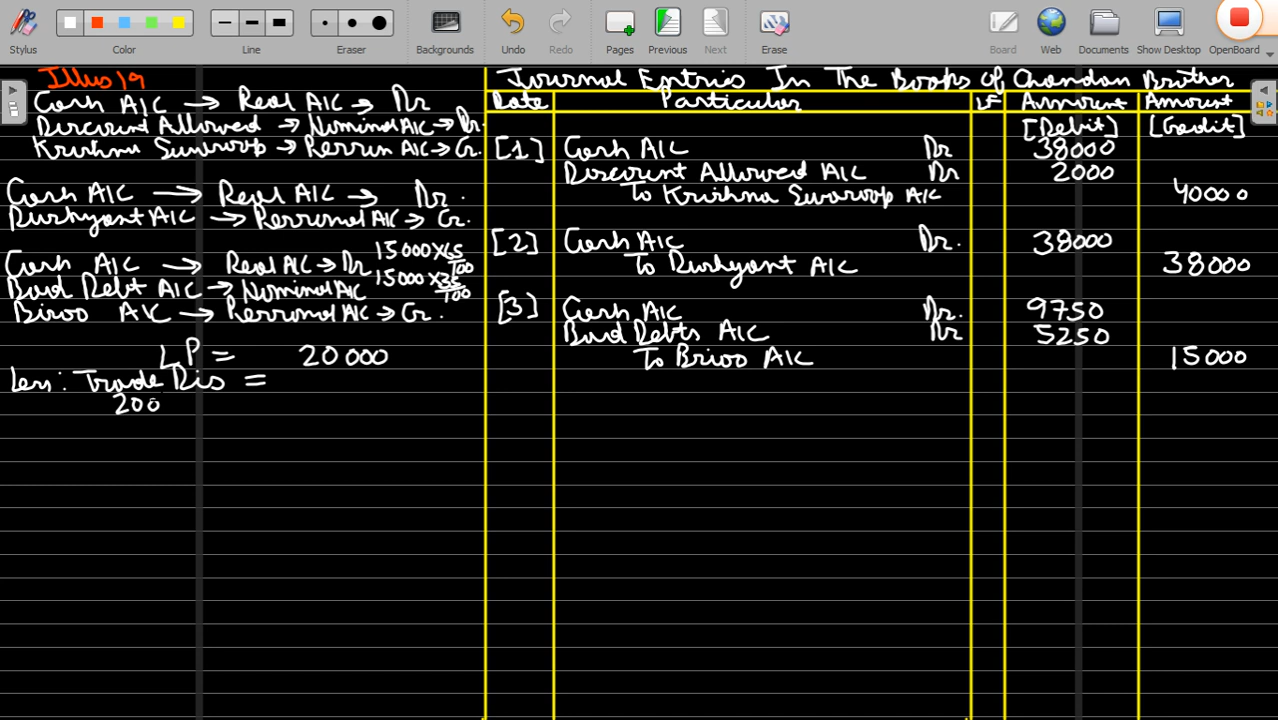 Stylus Color Line Eraser Backgrounds Undo Redo Pages Previous Next Erase Board Web Documents Show Desktop OpenBoard
Illus 19
Cash A/C → Real A/C → Dr
Discount Allowed → Nominal A/C → Dr.
Krishna Swaroop → Person A/C → Cr.
Cash A/C → Real A/C → Dr.
Dushyant A/C → Personal A/C → Cr.
Cash A/C → Real A/C → Dr 15000×65/100
Bad Debt A/C → Nominal A/C 15000×35/100
Biroo A/C → Personal A/C → Cr.
LP = 20000
Less: Trade Dis =
200
Journal Entries In The Books of Chandan Brother
Date Particular LF Ammount Amount
[Debit] [Credit]
[1] Cash A/C Dr 38000
Discount Allowed A/C Dr 2000
To Krishna Swaroop A/C 40000
[2] Cash A/C Dr. 38000
To Dushyant A/C 38000
[3] Cash A/C Dr. 9750
Bad Debts A/C Dr 5250
To Brioo A/C 15000